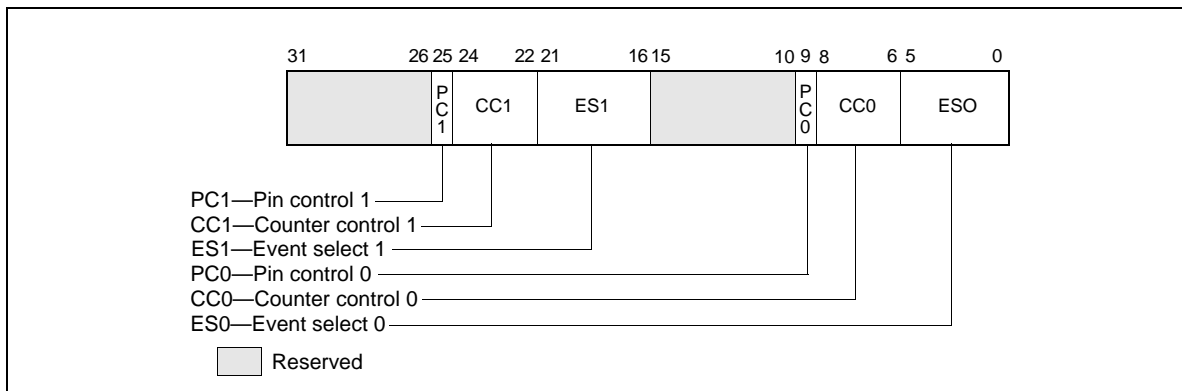 31 26 25 24 22 21 16 15 10 9 8 6 5 0
PC1 CC1 ES1 PC0 CC0 ESO
PC1—Pin control 1
CC1—Counter control 1
ES1—Event select 1
PC0—Pin control 0
CC0—Counter control 0
ES0—Event select 0
Reserved